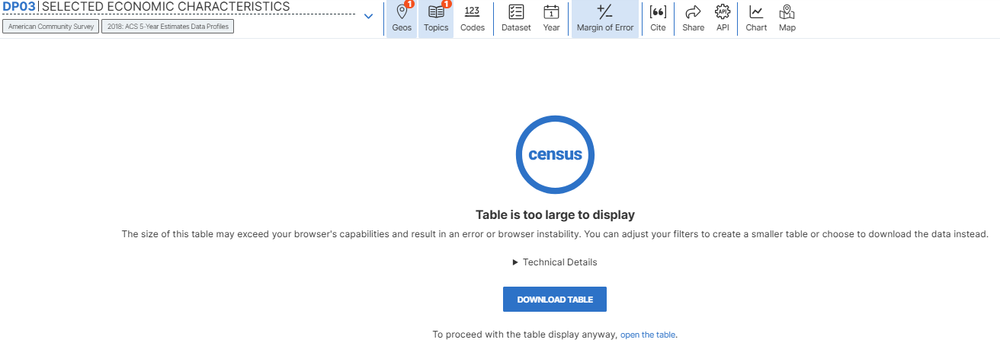 DP03 | SELECTED ECONOMIC CHARACTERISTICS
American Community Survey 2018: ACS 5-Year Estimates Data Profiles
1 1 123 1 API
Geos Topics Codes Dataset Year Margin of Error Cite Share API Chart Map
census
Table is too large to display
The size of this table may exceed your browser's capabilities and result in an error or browser instability. You can adjust your filters to create a smaller table or choose to download the data instead.
Technical Details
DOWNLOAD TABLE
To proceed with the table display anyway, open the table.